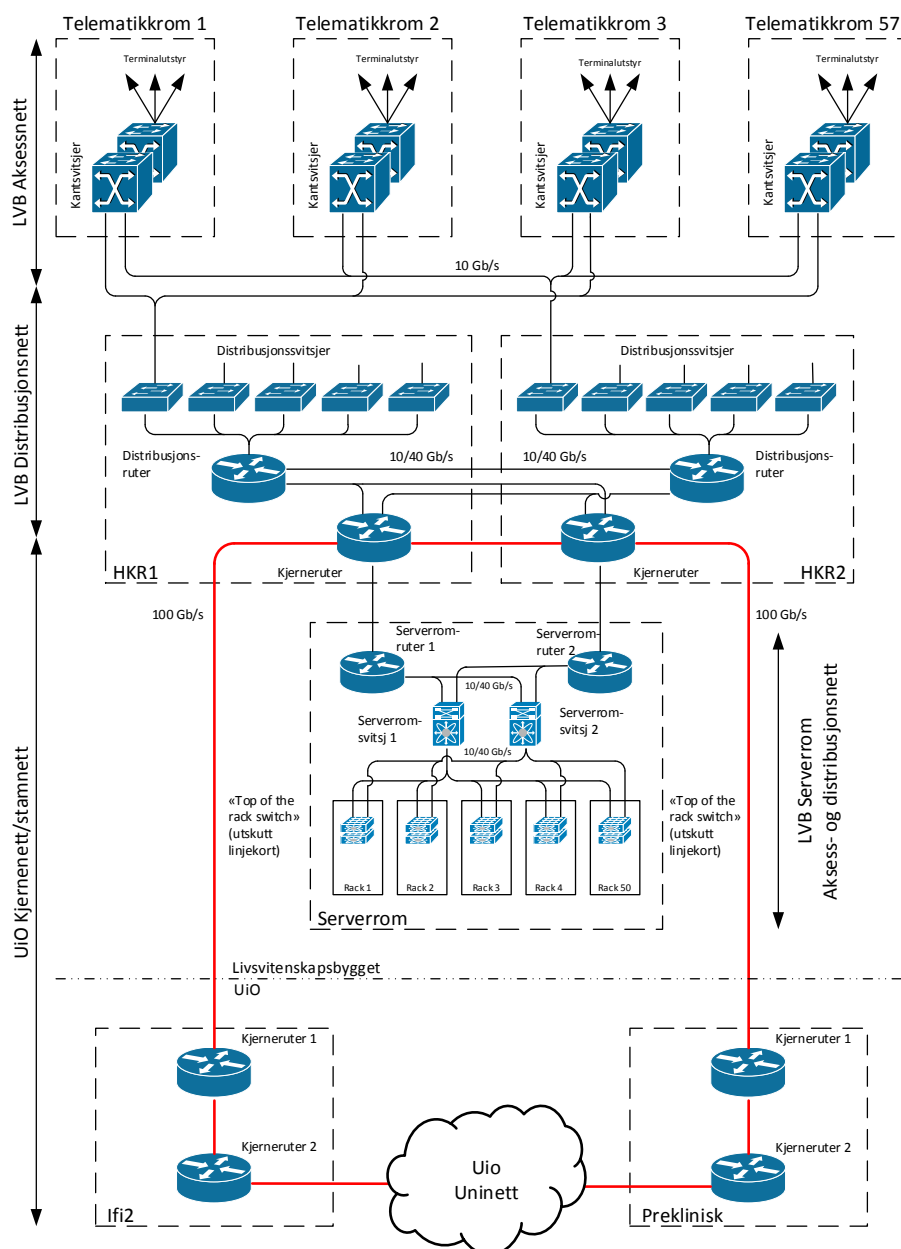 Telematikkrom 1
Telematikkrom 2
Telematikkrom 3
Telematikkrom 57
Terminalutstyr
Terminalutstyr
Terminalutstyr
Terminalutstyr
Kantsvitsjer
Kantsvitsjer
Kantsvitsjer
Kantsvitsjer
LVB Aksessnett
10 Gb/s
LVB Distribusjonsnett
Distribusjonssvitsjer
Distribusjonssvitsjer
Distribusjons-
ruter
10/40 Gb/s
10/40 Gb/s
Distribusjons-
ruter
HKR1
Kjerneruter
Kjerneruter
HKR2
UiO Kjernenett/stamnett
100 Gb/s
100 Gb/s
Serverrom-
ruter 1
Serverrom-
ruter 2
10/40 Gb/s
Serverrom-
svitsj 1
Serverrom-
svitsj 2
10/40 Gb/s
«Top of the
rack switch»
(utskutt
linjekort)
«Top of the
rack switch»
(utskutt
linjekort)
LVB Serverrom
Aksess- og distribusjonsnett
Rack 1
Rack 2
Rack 3
Rack 4
Rack 50
Serverrom
Livsvitenskapsbygget
UiO
Kjerneruter 1
Kjerneruter 1
Kjerneruter 2
Kjerneruter 2
Uio
Uninett
Ifi2
Preklinisk